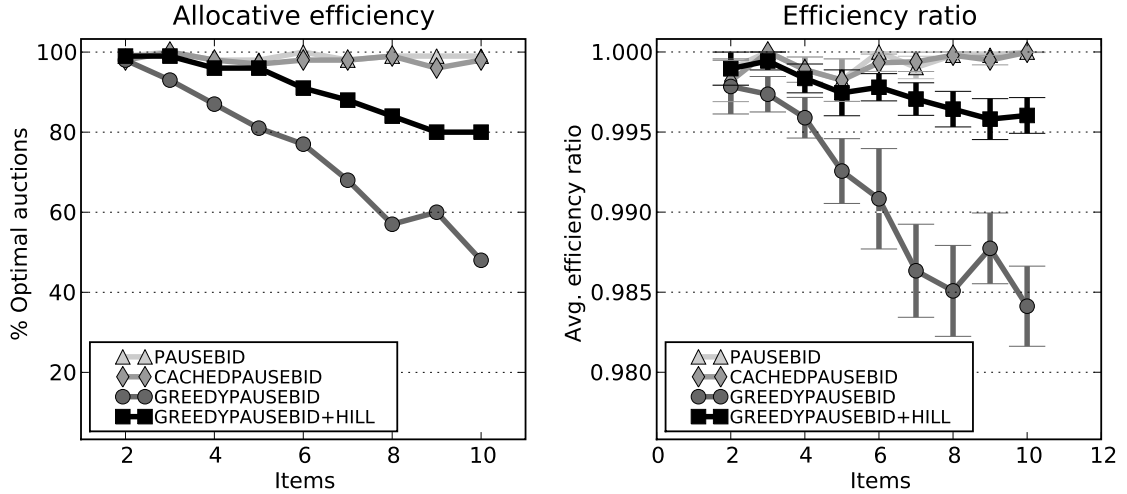 Allocative efficiency
% Optimal auctions
100
80
60
40
20
PAUSEBID
CACHEDPAUSEBID
GREEDYPAUSEBID
GREEDYPAUSEBID+HILL
2 4 6 8 10
Items
Efficiency ratio
Avg. efficiency ratio
1.000
0.995
0.990
0.985
0.980
PAUSEBID
CACHEDPAUSEBID
GREEDYPAUSEBID
GREEDYPAUSEBID+HILL
0 2 4 6 8 10 12
Items